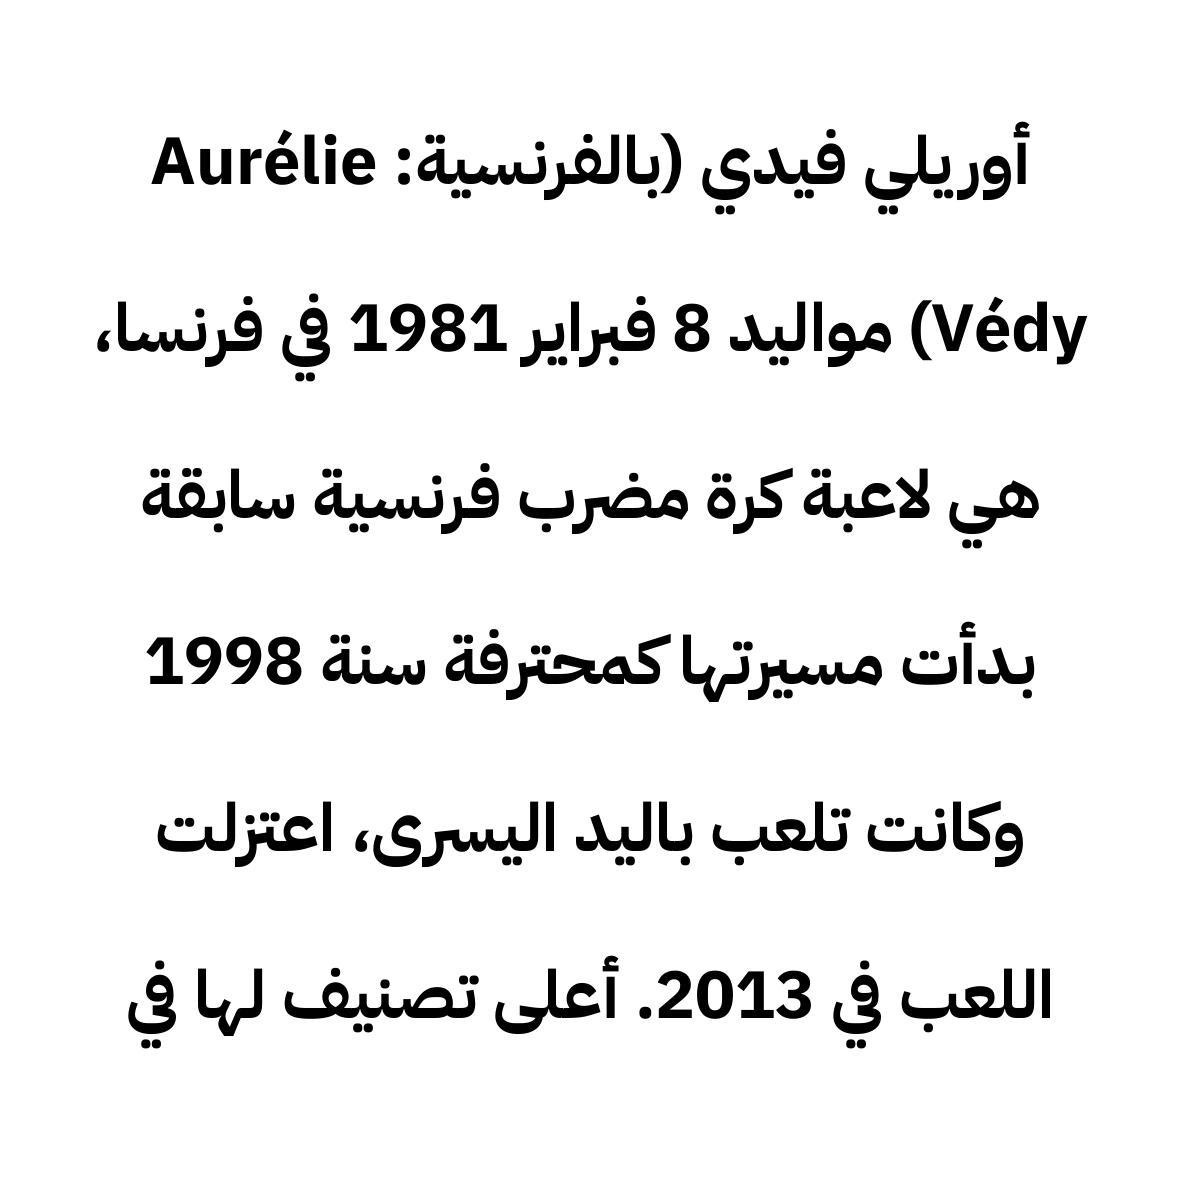 أوريلي فيدي (بالفرنسية: Aurélie
Védy) مواليد 8 فبراير 1981 في فرنسا،
هي لاعبة كرة مضرب فرنسية سابقة
بدأت مسيرتها كمحترفة سنة 1998
وكانت تلعب باليد اليسرى، اعتزلت
اللعب في 2013. أعلى تصنيف لها في